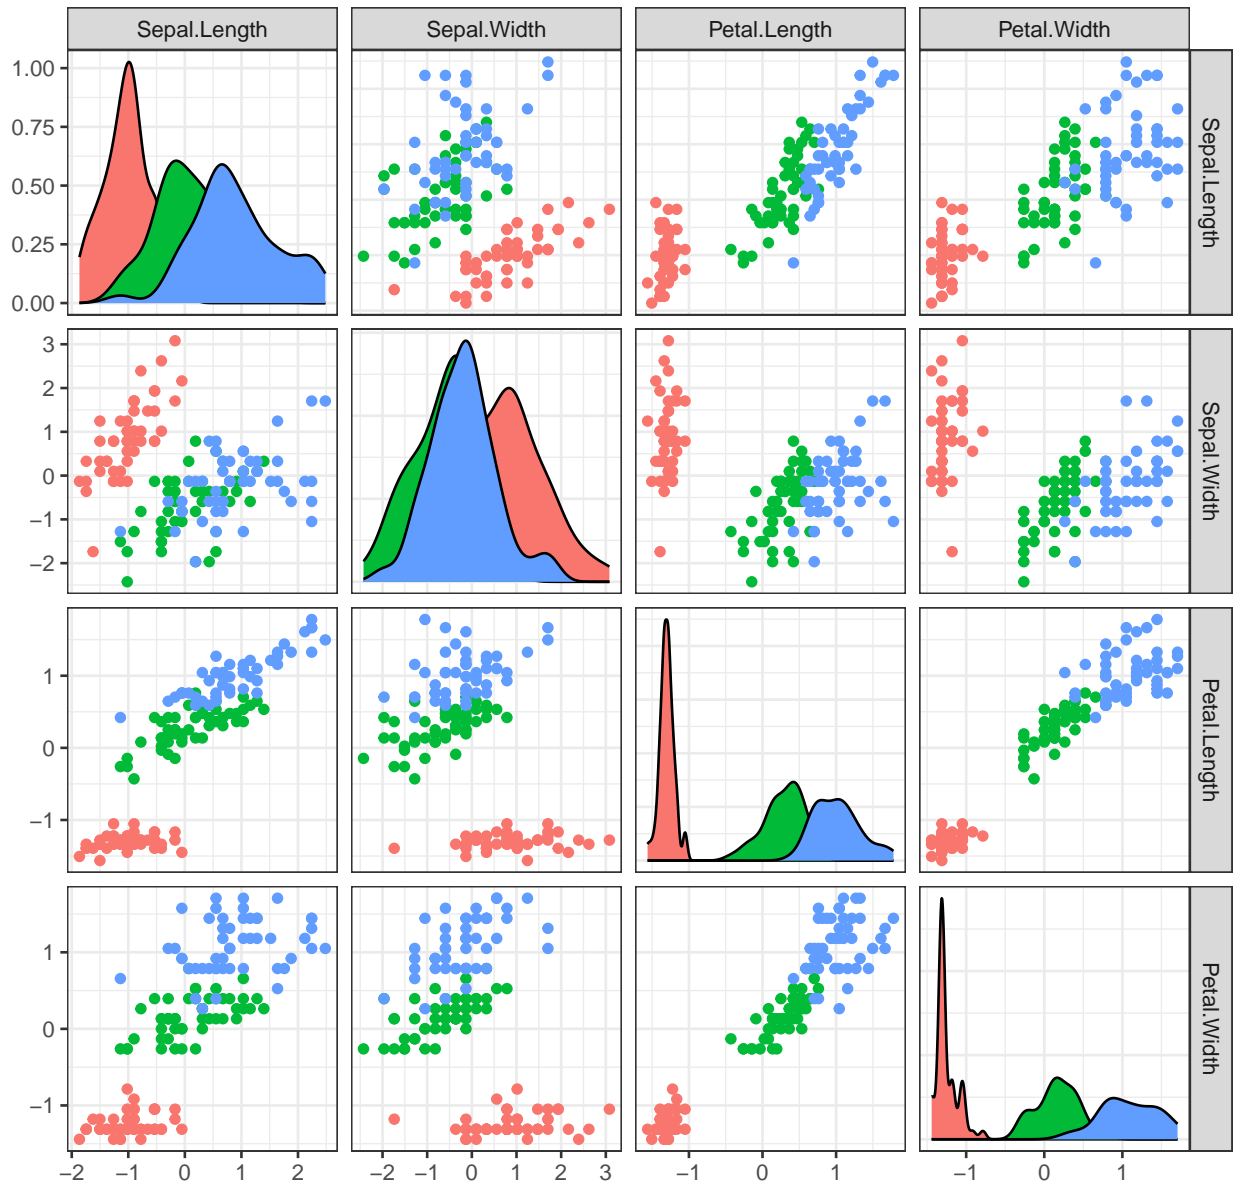 Sepal.Length Sepal.Width Petal.Length Petal.Width
1.00
0.75
0.50
0.25
0.00
Sepal.Length
3
2
1
0
−1
−2
Sepal.Width
1
0
−1
Petal.Length
1
0
−1
Petal.Width
−2 −1 0 1 2 −2 −1 0 1 2 3 −1 0 1 −1 0 1